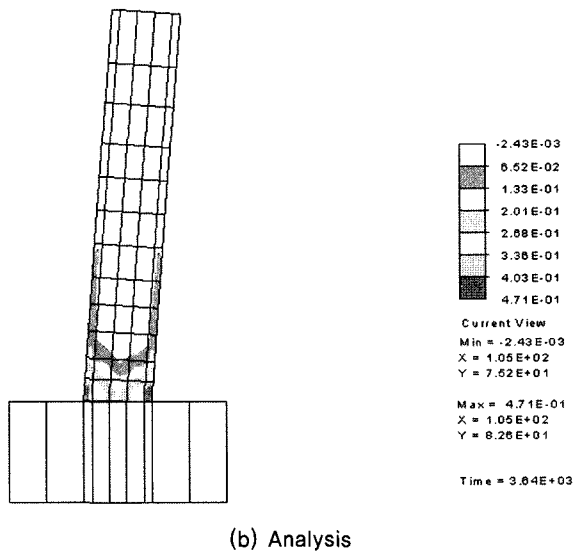 -2.43E-03
6.52E-02
1.33E-01
2.01E-01
2.68E-01
3.36E-01
4.03E-01
4.71E-01
Current View
Min = -2.43E-03
X = 1.05E+02
Y = 7.52E+01
Max = 4.71E-01
X = 1.05E+02
Y = 8.26E+01
Time = 3.64E+03
(b) Analysis